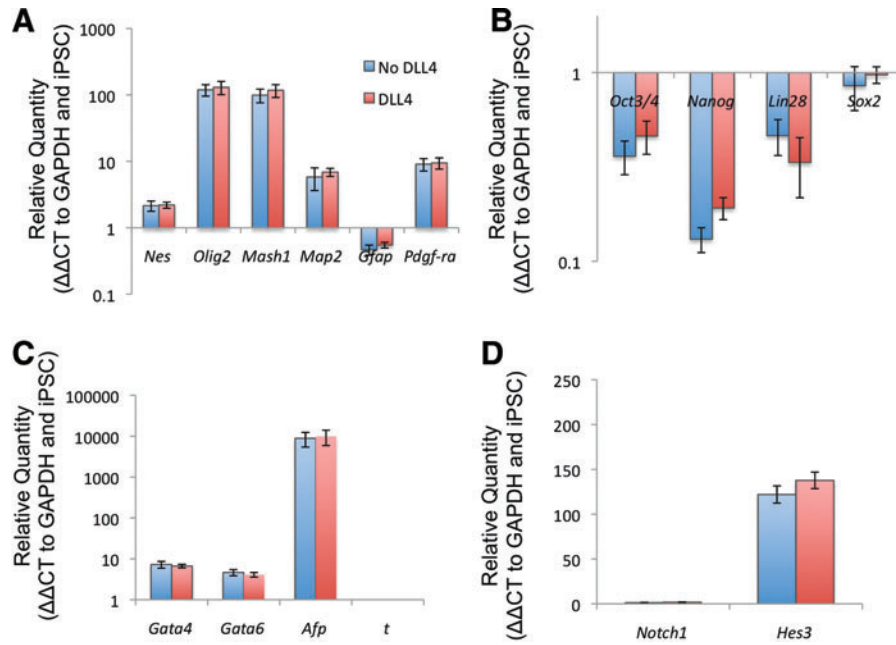 A
Relative Quantity
(ΔΔCT to GAPDH and iPSC)
1000
100
10
1
0.1
No DLL4
DLL4
Nes Olig2 Mash1 Map2 Gfap Pdgf-ra
B
Relative Quantity
(ΔΔCT to GAPDH and iPSC)
1
0.1
Oct3/4 Nanog Lin28 Sox2
C
Relative Quantity
(ΔΔCT to GAPDH and iPSC)
100000
10000
1000
100
10
1
Gata4 Gata6 Afp t
D
Relative Quantity
(ΔΔCT to GAPDH and iPSC)
250
200
150
100
50
0
Notch1 Hes3